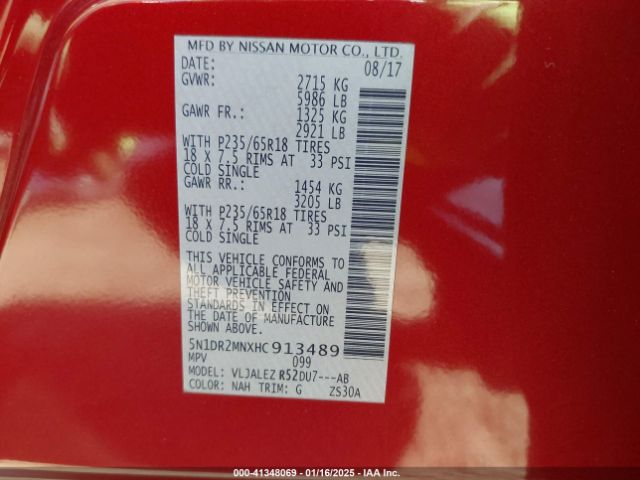 MFD BY NISSAN MOTOR CO., LTD.
DATE: 08/17
GVWR: 2715 KG
5986 LB
GAWR FR.: 1325 KG
2921 LB
WITH P235/65R18 TIRES
18 X 7.5 RIMS AT 33 PSI
COLD SINGLE
GAWR RR.: 1454 KG
3205 LB
WITH P235/65R18 TIRES
18 X 7.5 RIMS AT 33 PSI
COLD SINGLE
THIS VEHICLE CONFORMS TO
ALL APPLICABLE FEDERAL
MOTOR VEHICLE SAFETY AND
THEFT PREVENTION
STANDARDS IN EFFECT ON
THE DATE OF MANUFACTURE
SHOWN ABOVE.
5N1DR2MNXHC913489
MPV 099
MODEL: VLJALEZ R52DU7---AB
COLOR: NAH TRIM: G ZS30A
000-41348069 — 01/16/2025 — IAA Inc.